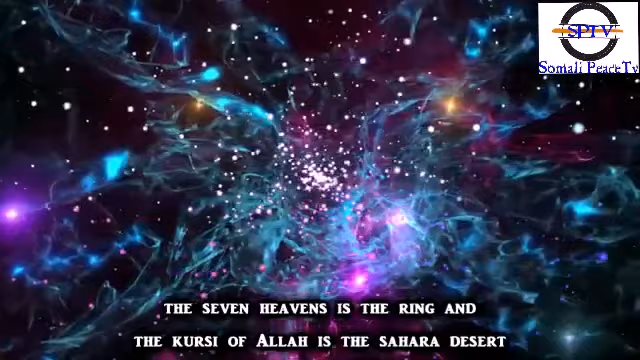 SPTV
Somali PeaceTv
THE SEVEN HEAVENS IS THE RING AND
THE KURSI OF ALLAH IS THE SAHARA DESERT